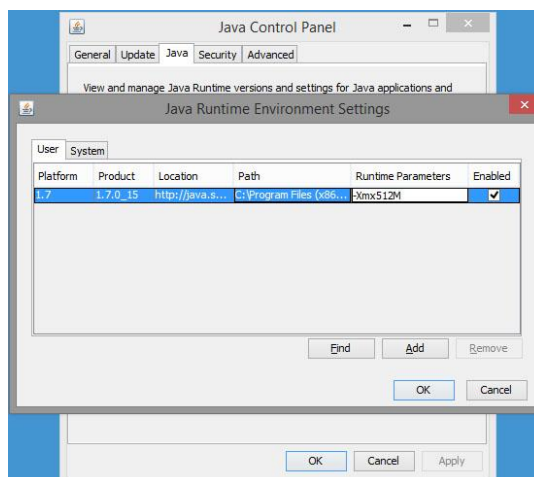 Java Control Panel
General Update Java Security Advanced
View and manage Java Runtime versions and settings for Java applications and
Java Runtime Environment Settings
User System
Platform Product Location Path Runtime Parameters Enabled
1.7 1.7.0_15 http://java.s... C:\Program Files (x86... -Xmx512M
Find Add Remove
OK Cancel
OK Cancel Apply